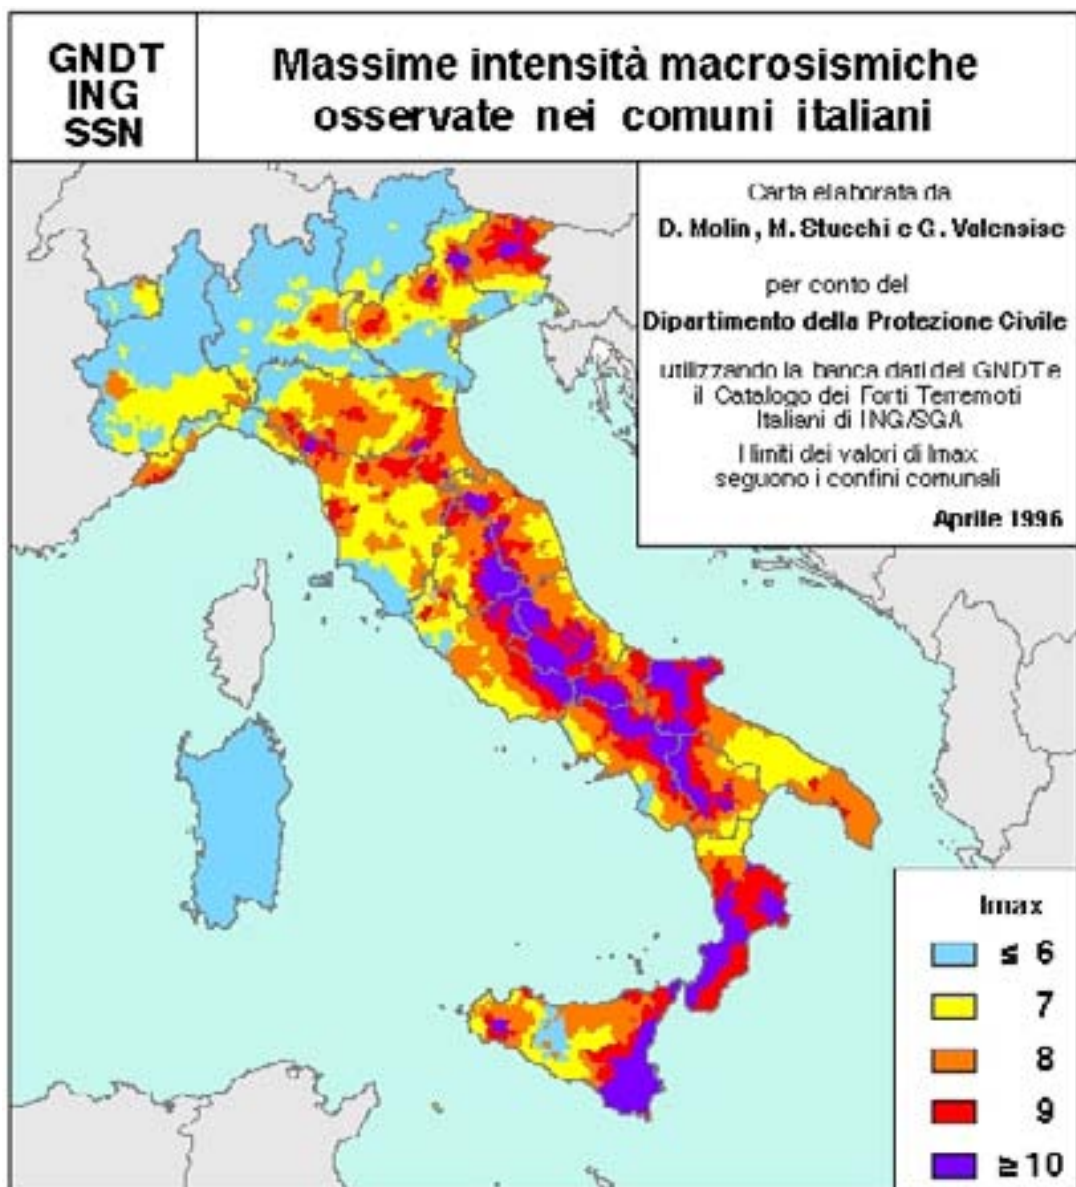 GNDT
ING
SSN
Massime intensità macrosismiche
osservate nei comuni italiani
Carta elaborata da
D. Molin, M. Stucchi e G. Valensise
per conto del
Dipartimento della Protezione Civile
utilizzando la banca dati del GNDT e
il Catalogo dei Forti Terremoti
Italiani di ING/SGA
I limiti dei valori di Imax
seguono i confini comunali
Aprile 1996
Imax
≤ 6
7
8
9
≥ 10